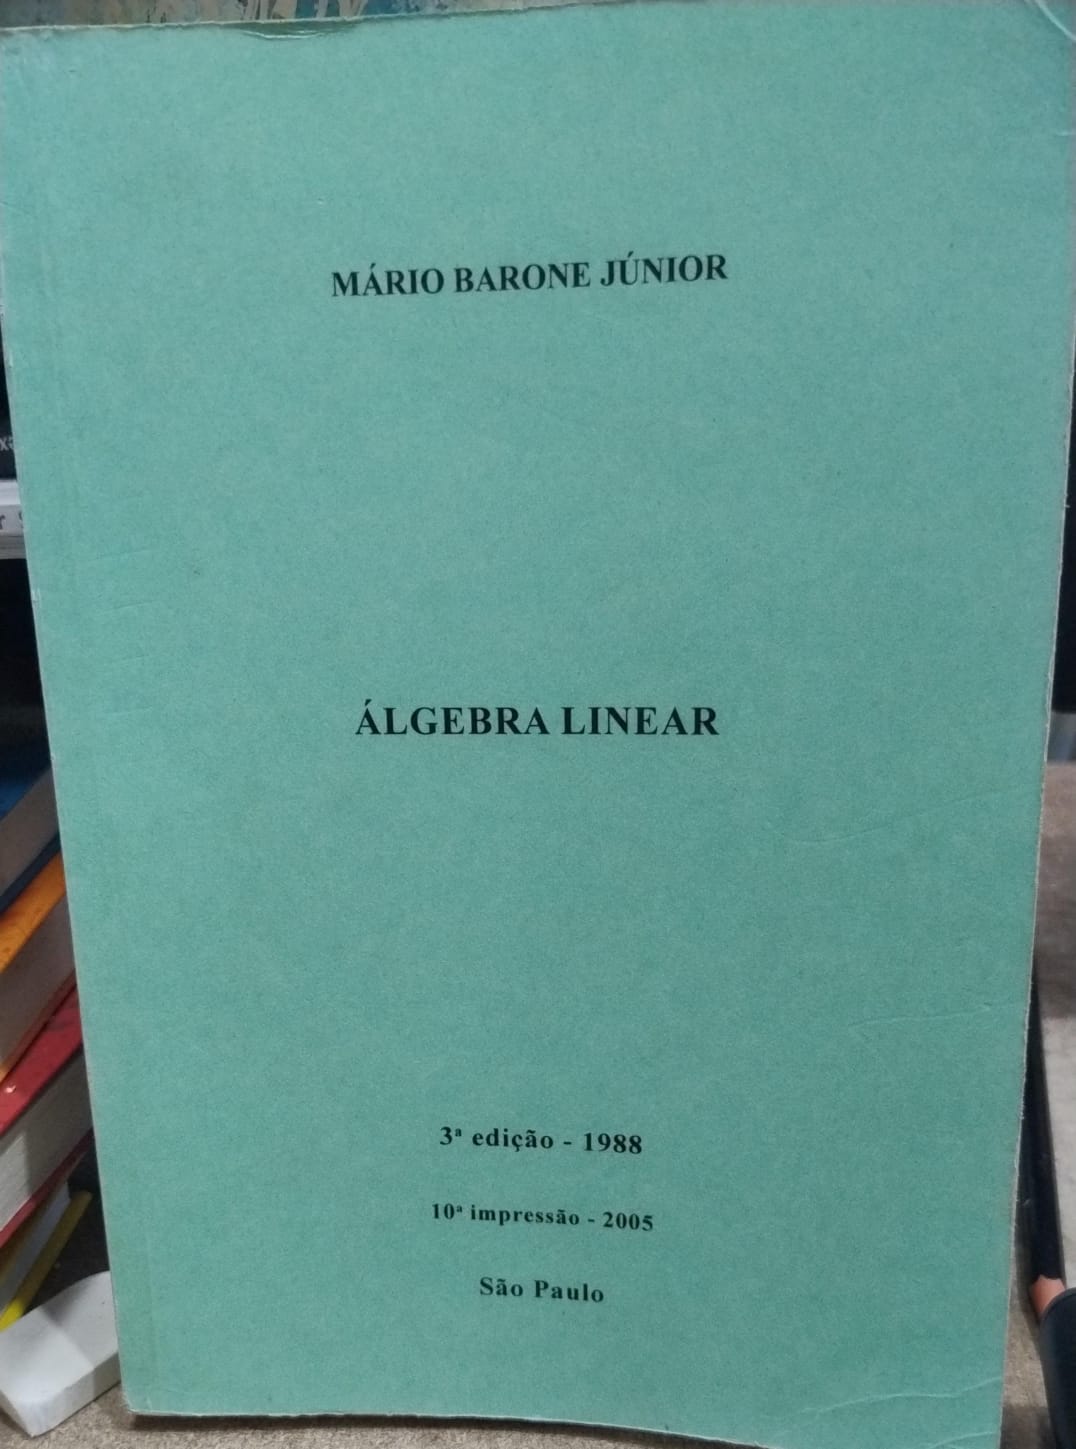 MÁRIO BARONE JÚNIOR
ÁLGEBRA LINEAR
3ª edição - 1988
10ª impressão - 2005
São Paulo